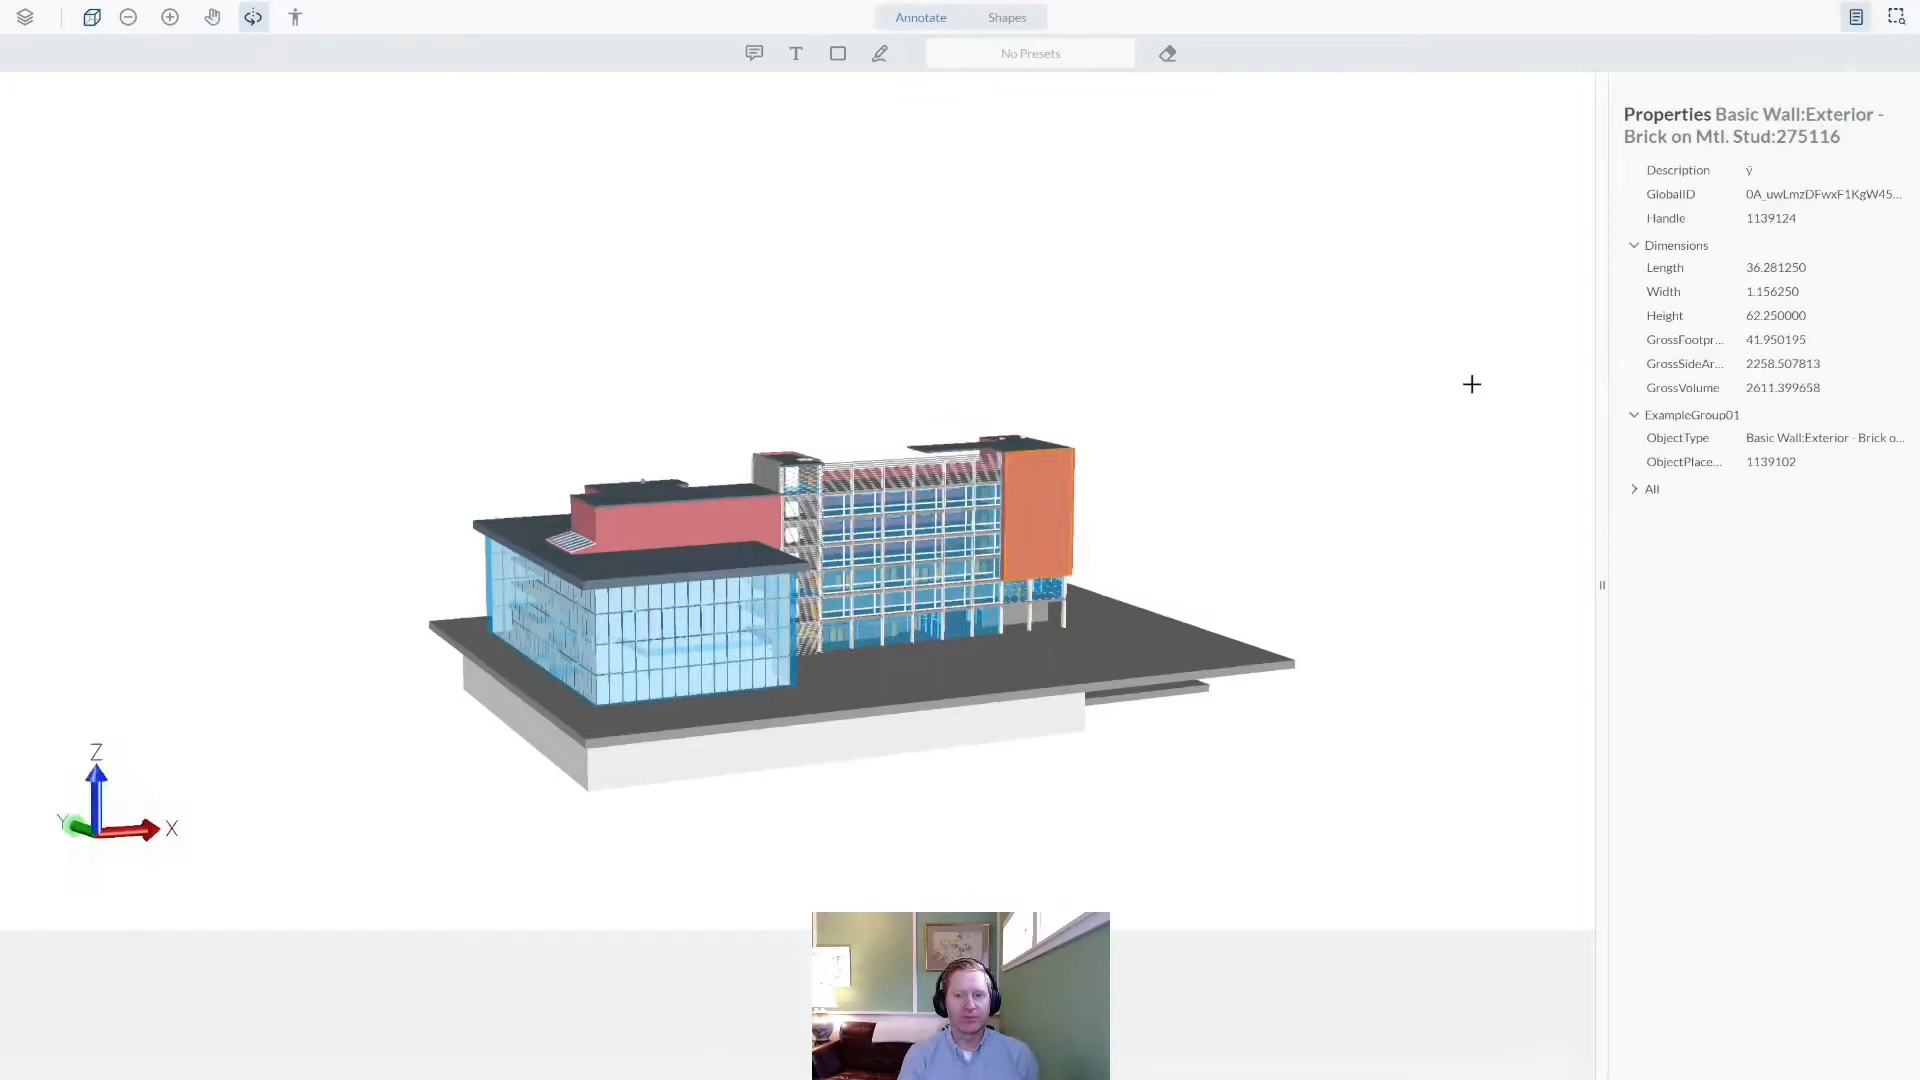 Annotate Shapes
No Presets
Properties Basic Wall:Exterior -
Brick on Mtl. Stud:275116
Description ÿ
GlobalID 0A_uwLmzDFwxF1KgW45...
Handle 1139124
Dimensions
Length 36.281250
Width 1.156250
Height 62.250000
GrossFootpr... 41.950195
GrossSideAr... 2258.507813
GrossVolume 2611.399658
ExampleGroup01
ObjectType Basic Wall:Exterior - Brick o...
ObjectPlace... 1139102
All
Z
Y
X